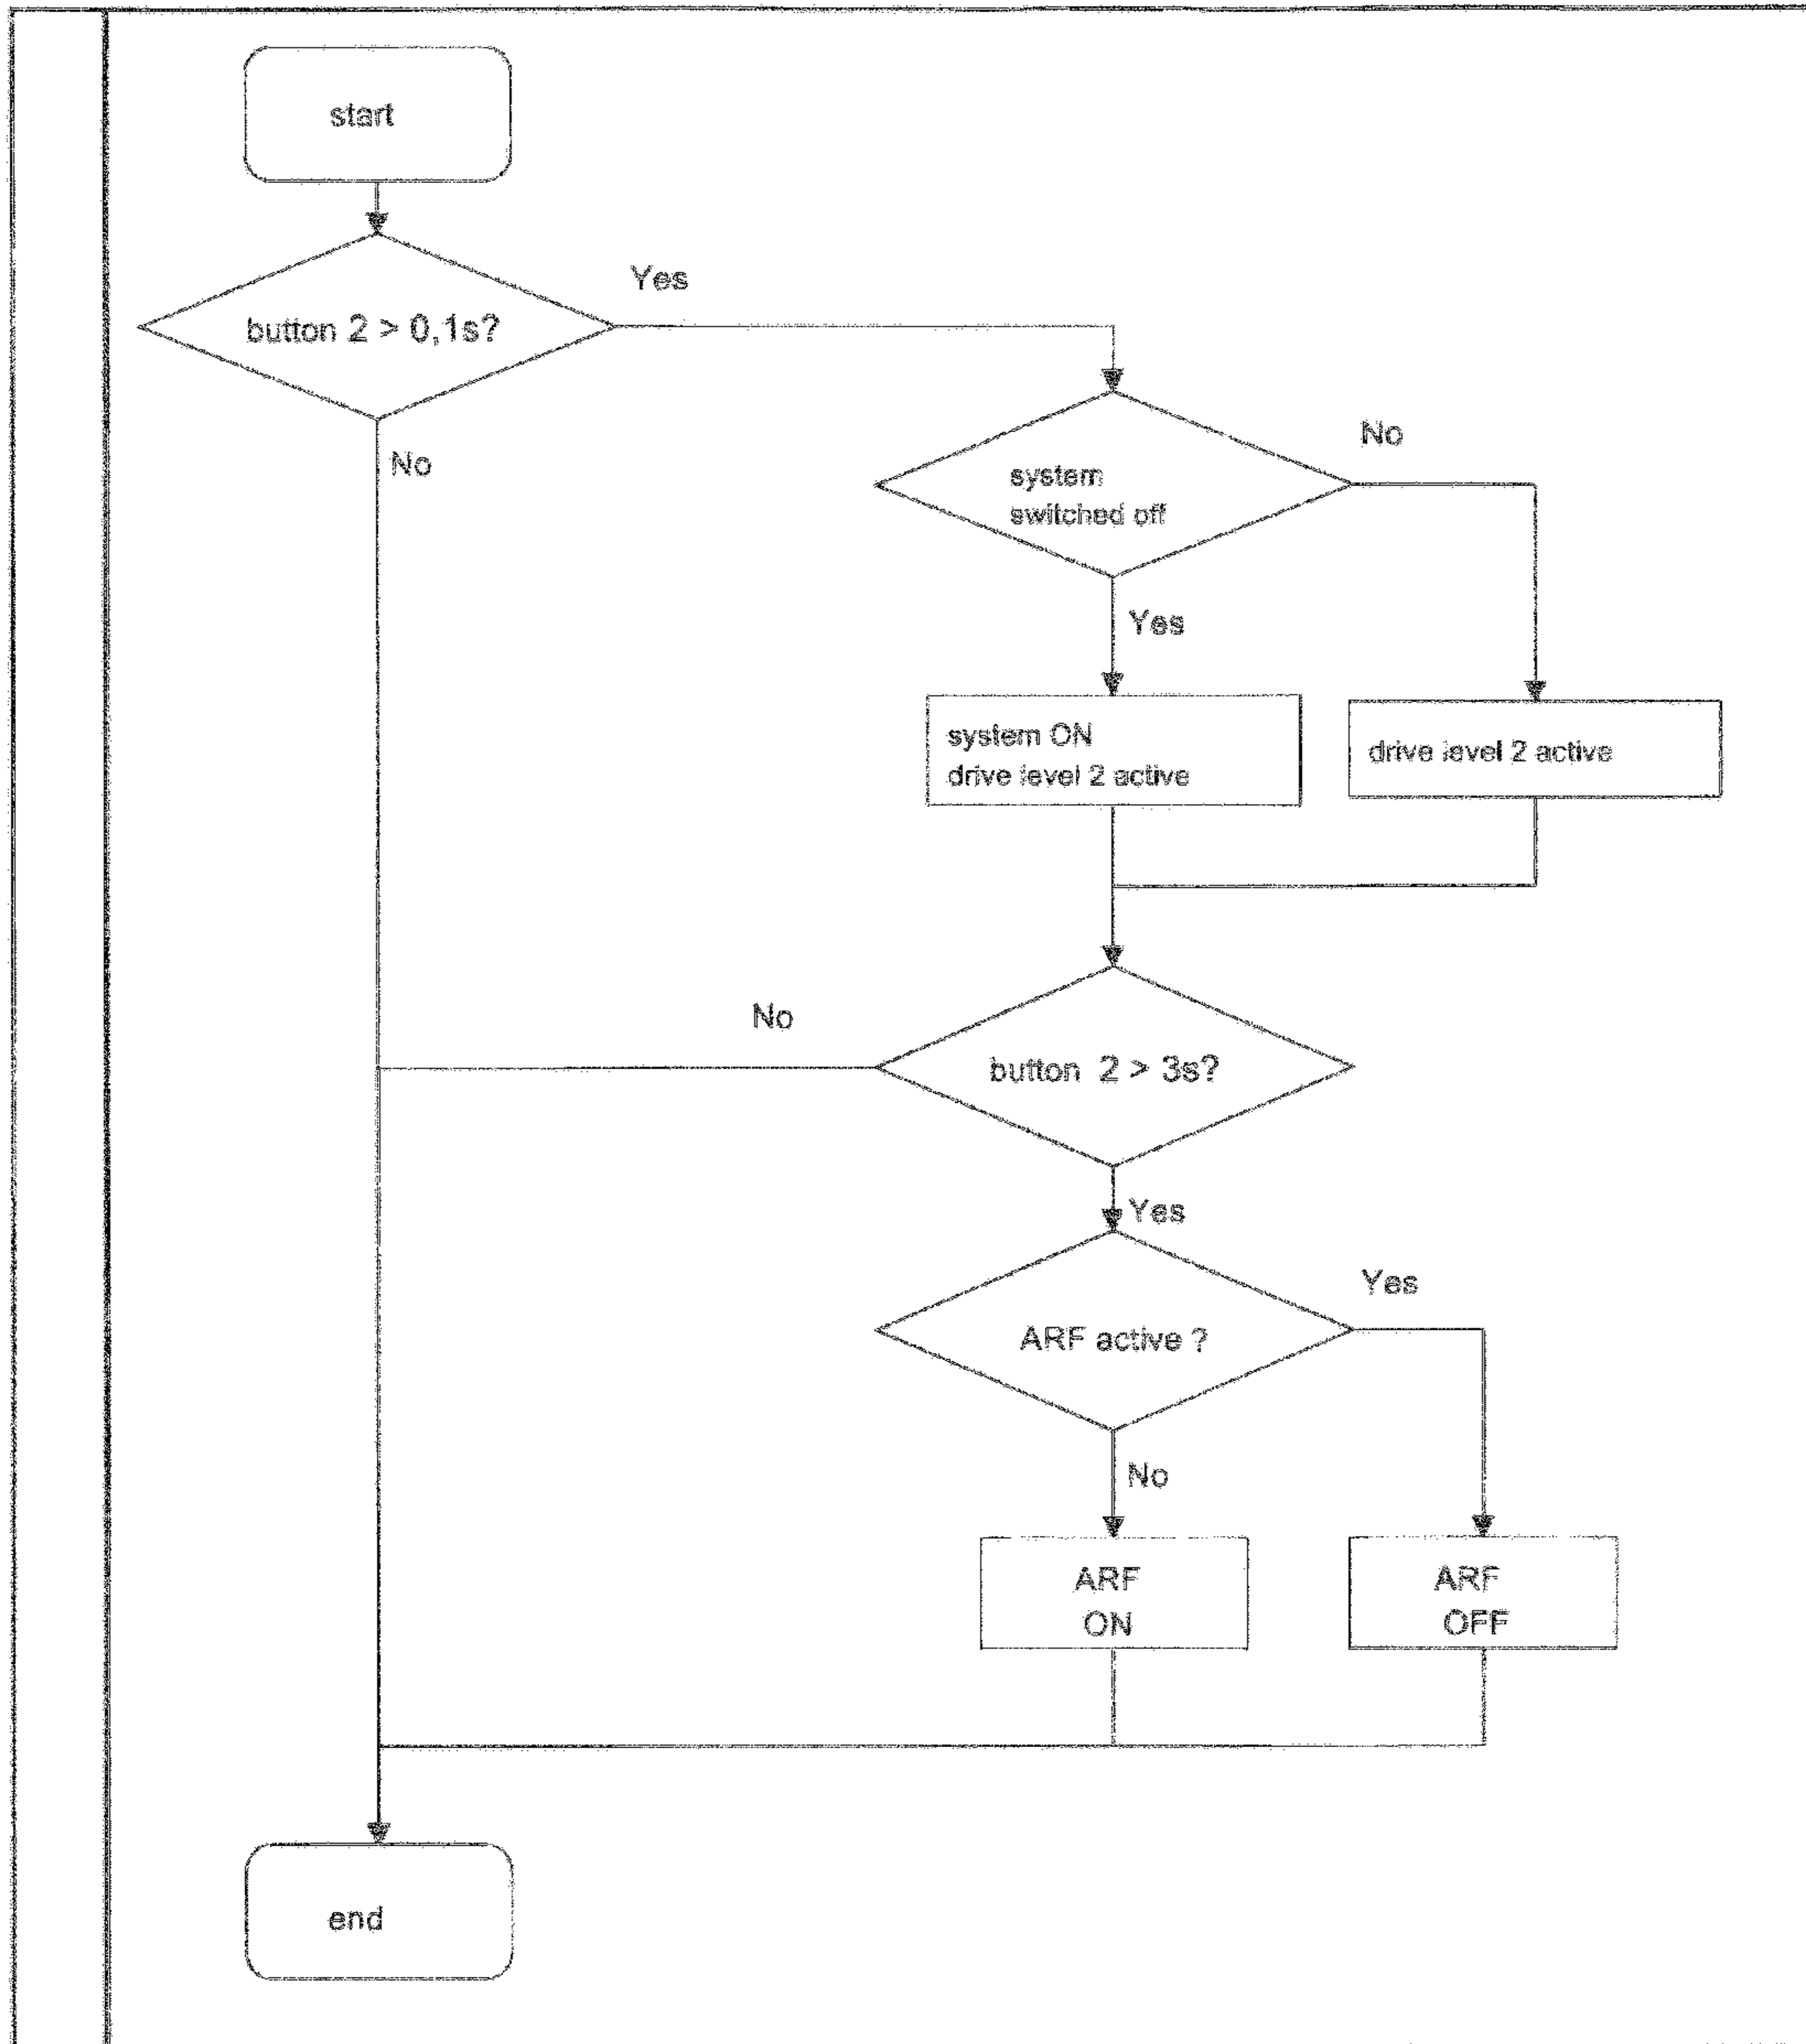 start
button 2 > 0,1s?
Yes
No
system
switched off
No
Yes
system ON
drive level 2 active
drive level 2 active
No
button 2 > 3s?
Yes
ARF active ?
Yes
No
ARF
ON
ARF
OFF
end